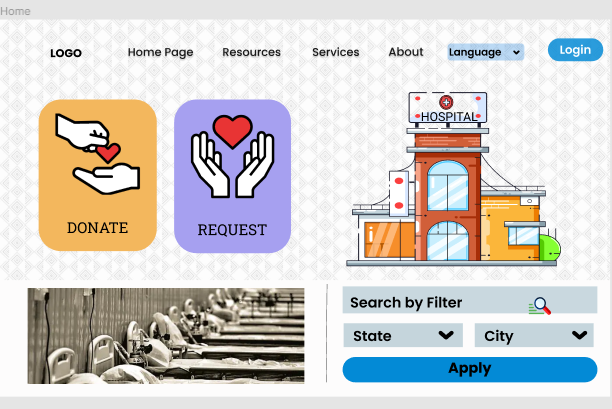 Home
LOGO
Home Page
Resources
Services
About
Language
Login
HOSPITAL
DONATE
REQUEST
Search by Filter
State
City
Apply